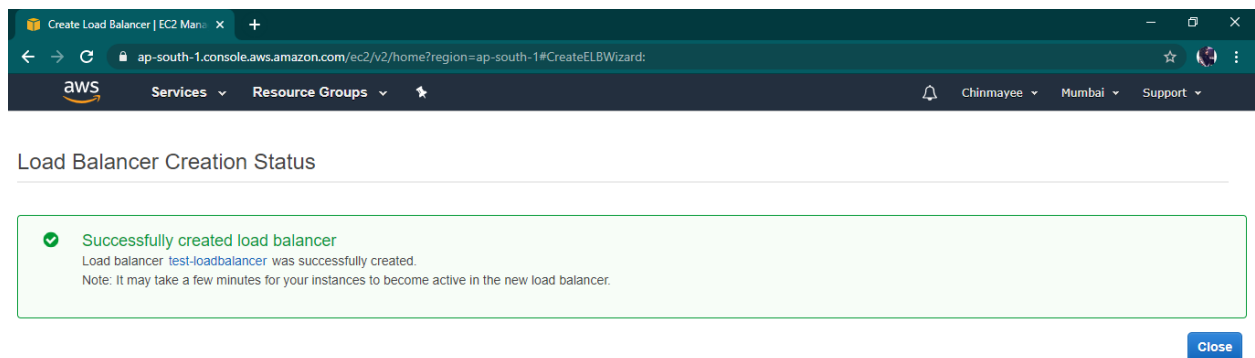 Create Load Balancer | EC2 Mana
ap-south-1.console.aws.amazon.com/ec2/v2/home?region=ap-south-1#CreateELBWizard:
aws Services Resource Groups Chinmayee Mumbai Support
Load Balancer Creation Status
Successfully created load balancer
Load balancer test-loadbalancer was successfully created.
Note: It may take a few minutes for your instances to become active in the new load balancer.
Close